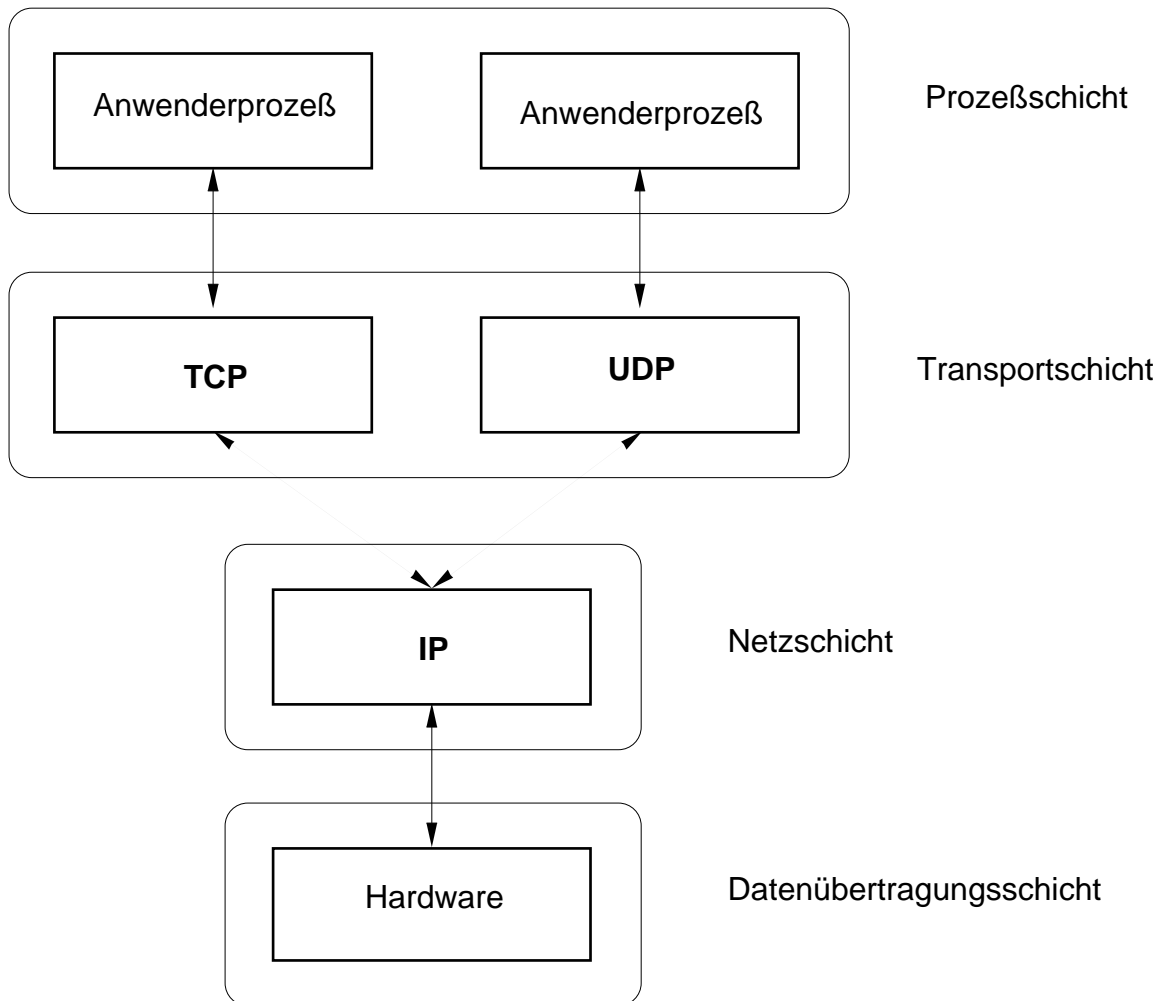 Anwenderprozeß
Anwenderprozeß
Prozeßschicht
TCP
UDP
Transportschicht
IP
Netzschicht
Hardware
Datenübertragungsschicht